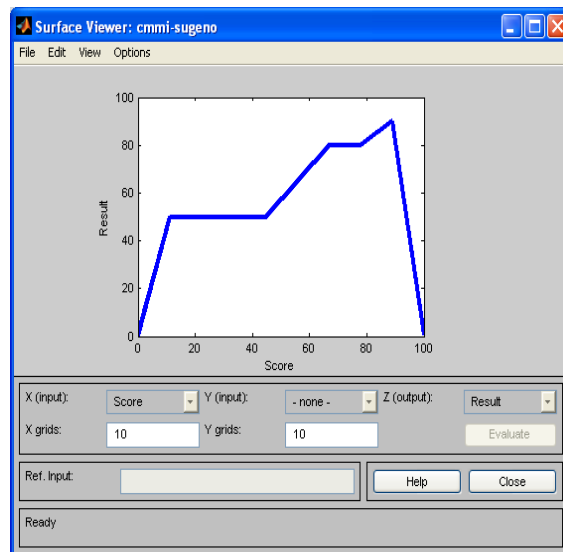 Surface Viewer: cmmi-sugeno
File Edit View Options
100
80
60
40
20
0
Result
0 20 40 60 80 100
Score
X (input): Score Y (input): - none - Z (output): Result
X grids: 10 Y grids: 10 Evaluate
Ref. Input: Help Close
Ready